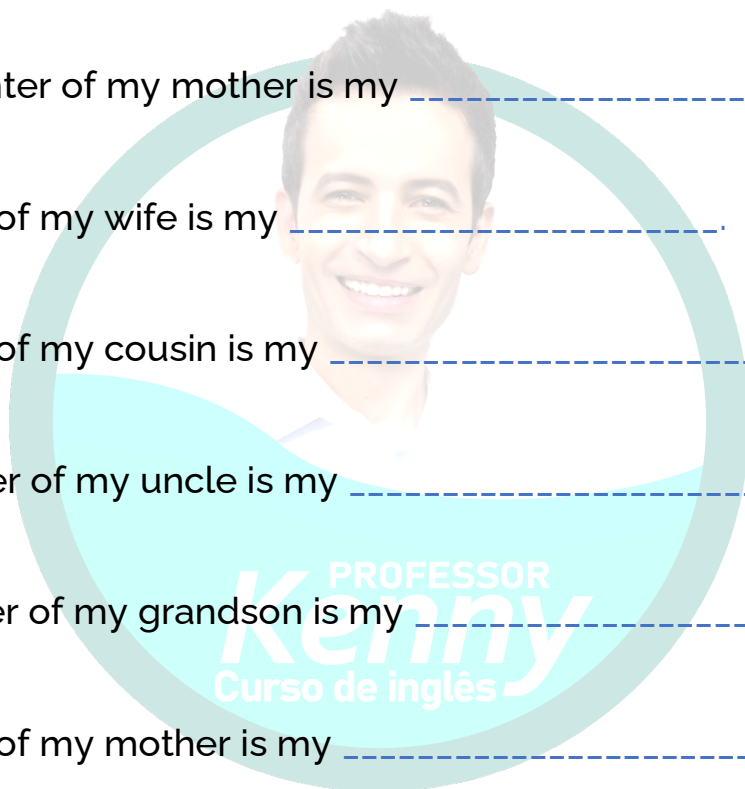 ter of my mother is my _ _ _ _ _ _ _ _ _ _ _ _ _ _ _ _ _
of my wife is my _ _ _ _ _ _ _ _ _ _ _ _ _ _ _ _ _ _ _ _ _ _.
of my cousin is my _ _ _ _ _ _ _ _ _ _ _ _ _ _ _ _ _ _ _ _ _
er of my uncle is my _ _ _ _ _ _ _ _ _ _ _ _ _ _ _ _ _ _ _ _
er of my grandson is my _ _ _ _ _ _ _ _ _ _ _ _ _ _ _ _ _
PROFESSOR
Kenny
Curso de inglês
of my mother is my _ _ _ _ _ _ _ _ _ _ _ _ _ _ _ _ _ _ _ _